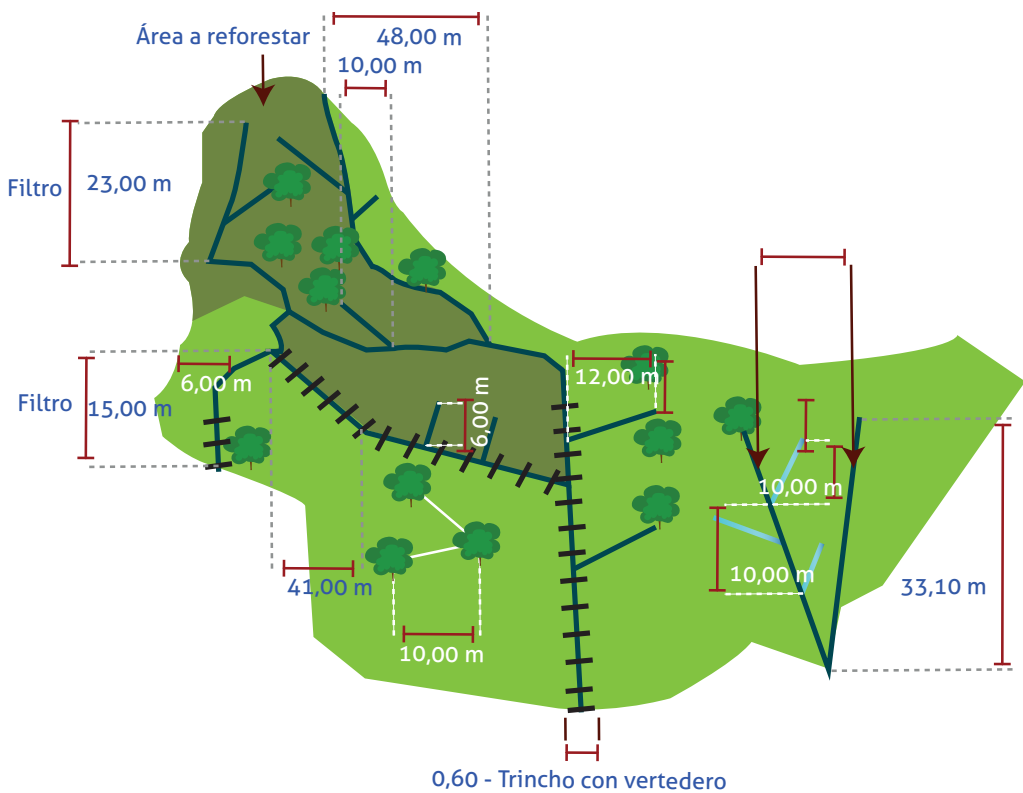 Área a reforestar
48,00 m
10,00 m
Filtro
23,00 m
6,00 m
Filtro
15,00 m
6,00 m
12,00 m
10,00 m
10,00 m
33,10 m
41,00 m
10,00 m
0,60 - Trincho con vertedero